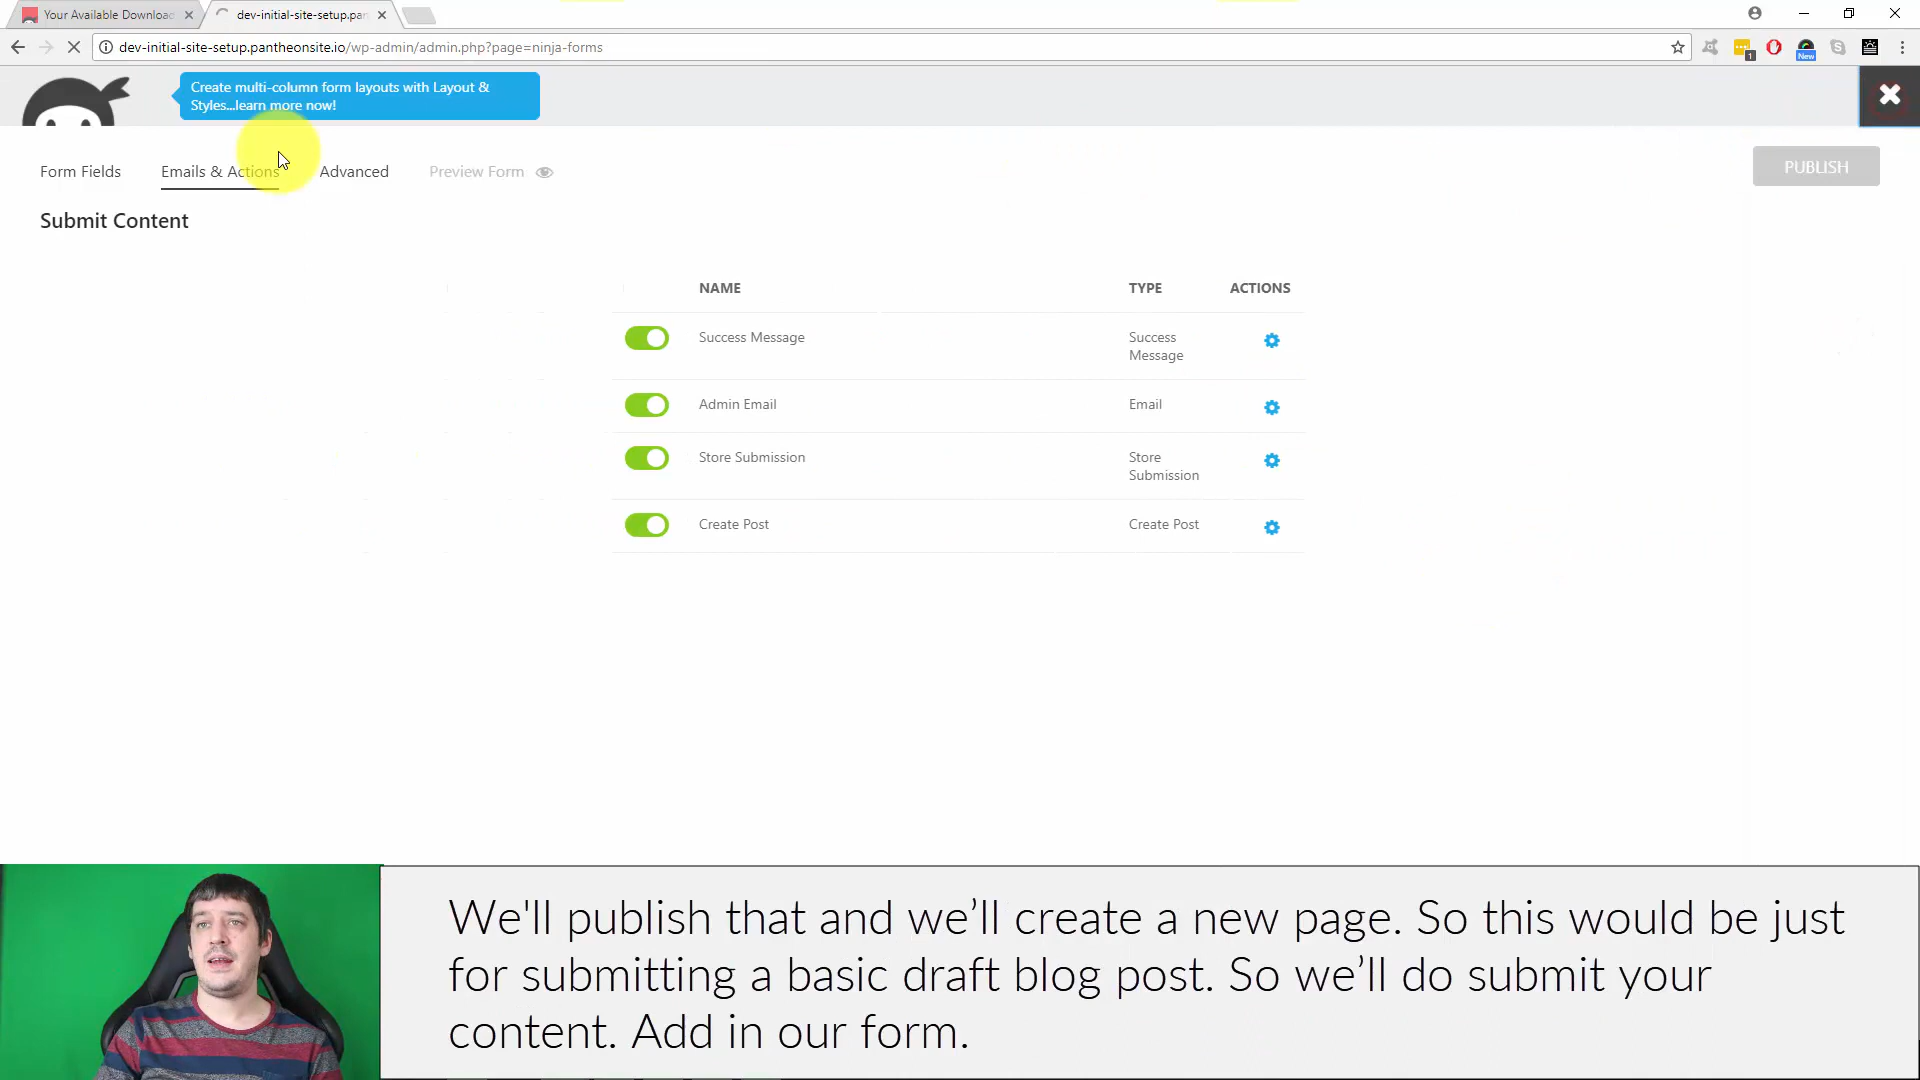 Your Available Download
dev-initial-site-setup.pan
dev-initial-site-setup.pantheonsite.io/wp-admin/admin.php?page=ninja-forms
1
New
Create multi-column form layouts with Layout &
Styles...learn more now!
Form Fields
Emails & Actions
Advanced
Preview Form
PUBLISH
Submit Content
NAME
TYPE
ACTIONS
Success Message
Success
Message
Admin Email
Email
Store Submission
Store
Submission
Create Post
Create Post
We'll publish that and we’ll create a new page. So this would be just
for submitting a basic draft blog post. So we’ll do submit your
content. Add in our form.